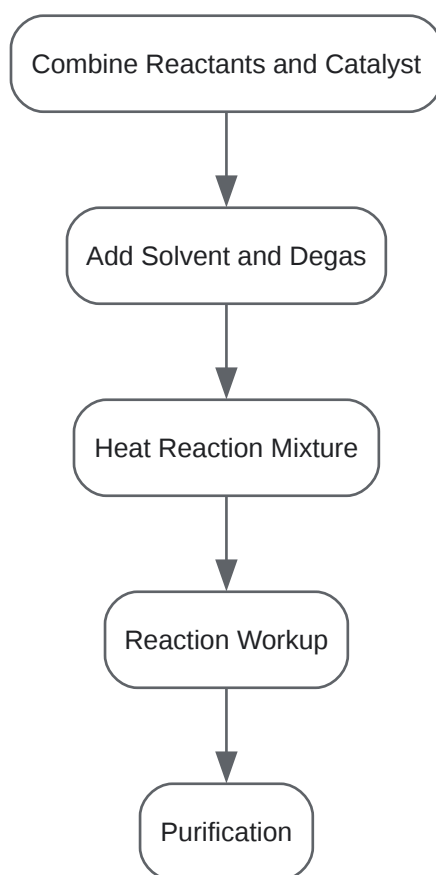 Combine Reactants and Catalyst
Add Solvent and Degas
Heat Reaction Mixture
Reaction Workup
Purification